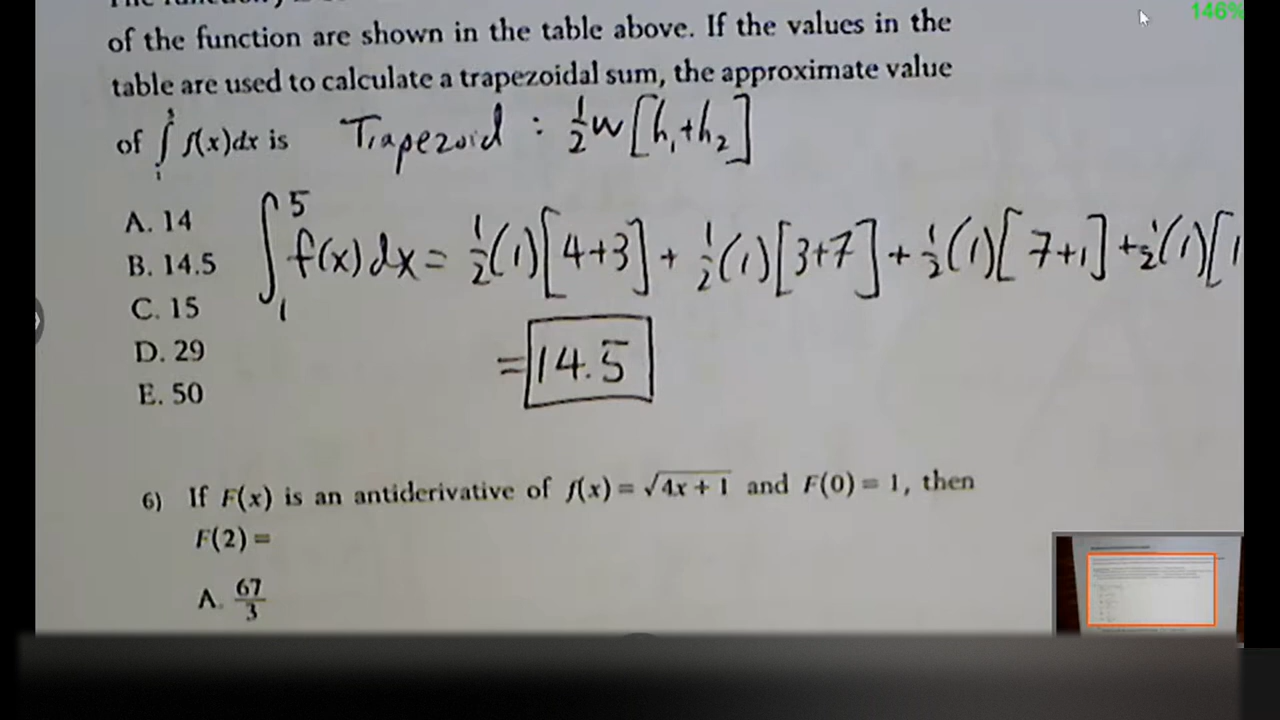 146%
of the function are shown in the table above. If the values in the
table are used to calculate a trapezoidal sum, the approximate value
of ∫ f(x)dx is Trapezoid : 1/2 w [h₁+h₂]
A. 14
B. 14.5
C. 15
D. 29
E. 50
∫₁⁵ f(x) dx = 1/2 (1)[4+3] + 1/2 (1)[3+7] + 1/2 (1)[7+1] + 1/2 (1)[1
= 14.5
6) If F(x) is an antiderivative of f(x) = √(4x + 1) and F(0) = 1, then
F(2) =
A. 67/3